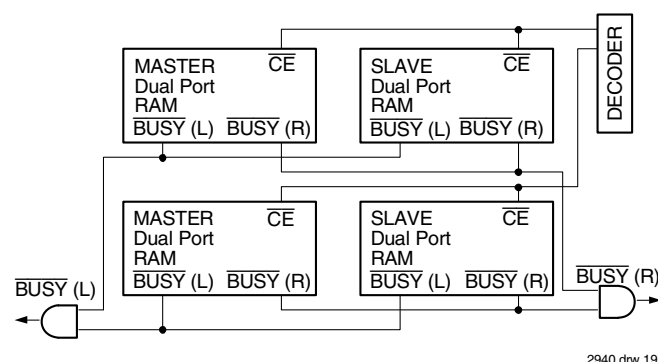 MASTER
Dual Port
RAM
CE
BUSY (L) BUSY (R)
SLAVE
Dual Port
RAM
CE
BUSY (L) BUSY (R)
DECODER
MASTER
Dual Port
RAM
CE
BUSY (L) BUSY (R)
SLAVE
Dual Port
RAM
CE
BUSY (L) BUSY (R)
BUSY (L)
BUSY (R)
2940 drw 19